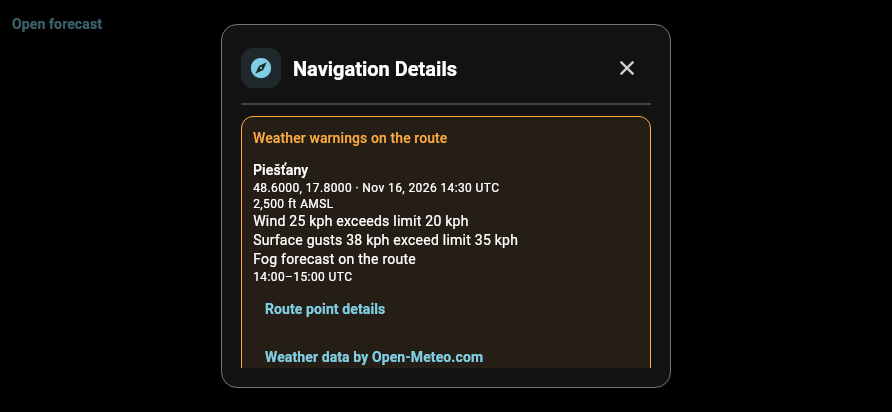 Open forecast
Navigation Details
Weather warnings on the route
Piešťany
48.6000, 17.8000 · Nov 16, 2026 14:30 UTC
2,500 ft AMSL
Wind 25 kph exceeds limit 20 kph
Surface gusts 38 kph exceed limit 35 kph
Fog forecast on the route
14:00–15:00 UTC
Route point details
Weather data by Open-Meteo.com